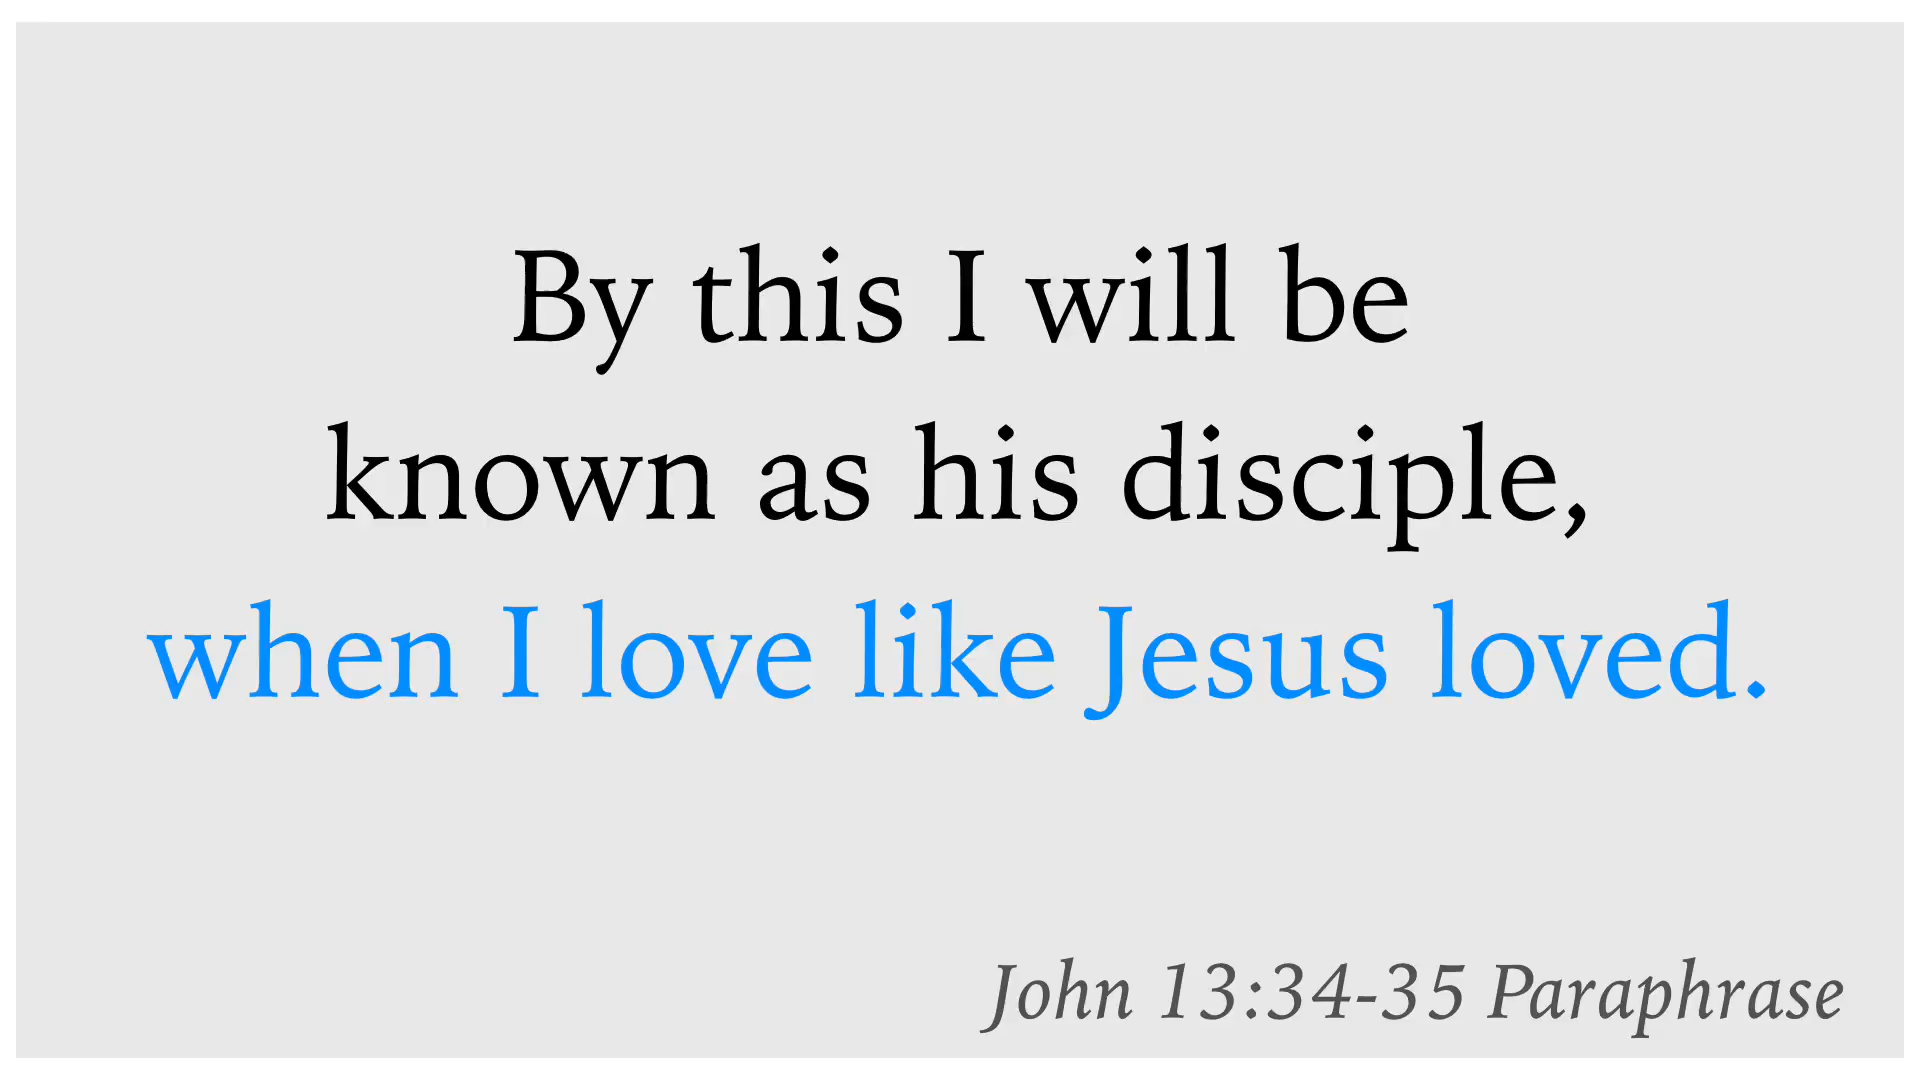 By this I will be
known as his disciple,
when I love like Jesus loved.
John 13:34-35 Paraphrase